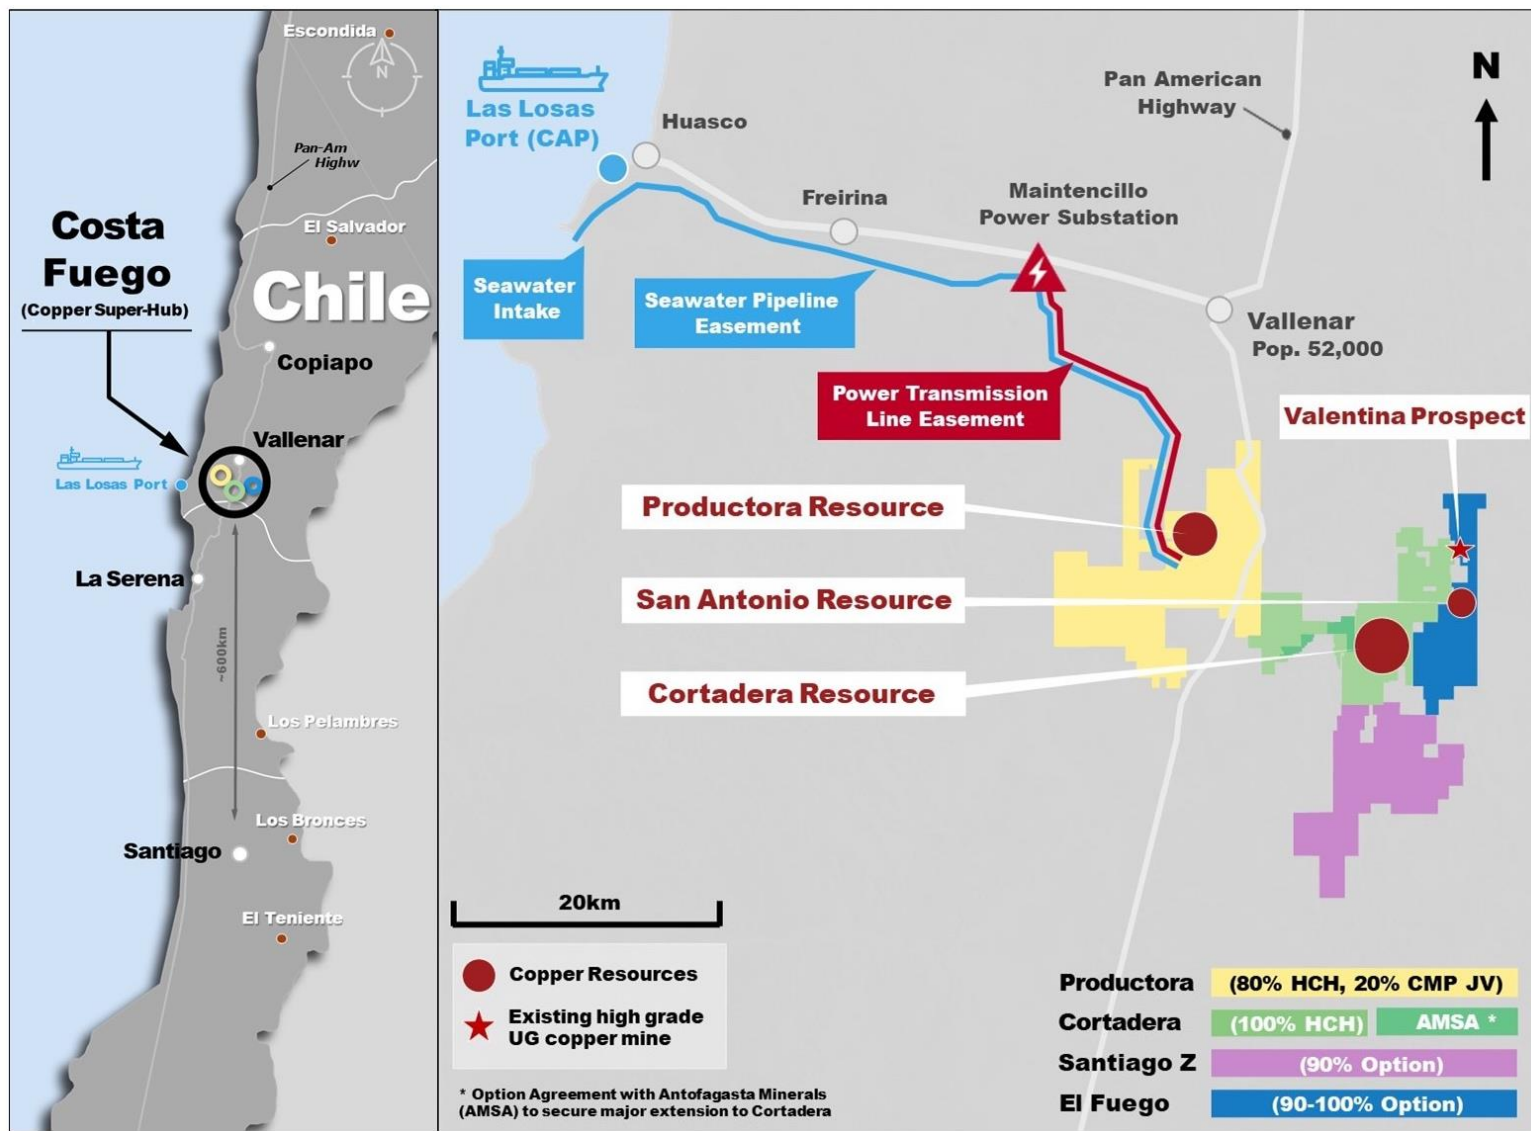 Escondida
N
Pan-Am
Highw
Costa
Fuego
(Copper Super-Hub)
El Salvador
Chile
Copiapo
Vallenar
Las Losas Port
La Serena
~600km
Los Pelambres
Los Bronces
Santiago
El Teniente
Las Losas
Port (CAP)
Huasco
Pan American
Highway
N
Freirina
Maintencillo
Power Substation
Seawater
Intake
Seawater Pipeline
Easement
Vallenar
Pop. 52,000
Power Transmission
Line Easement
Valentina Prospect
Productora Resource
San Antonio Resource
Cortadera Resource
20km
Copper Resources
Existing high grade
UG copper mine
* Option Agreement with Antofagasta Minerals
(AMSA) to secure major extension to Cortadera
Productora (80% HCH, 20% CMP JV)
Cortadera (100% HCH) AMSA *
Santiago Z (90% Option)
El Fuego (90-100% Option)